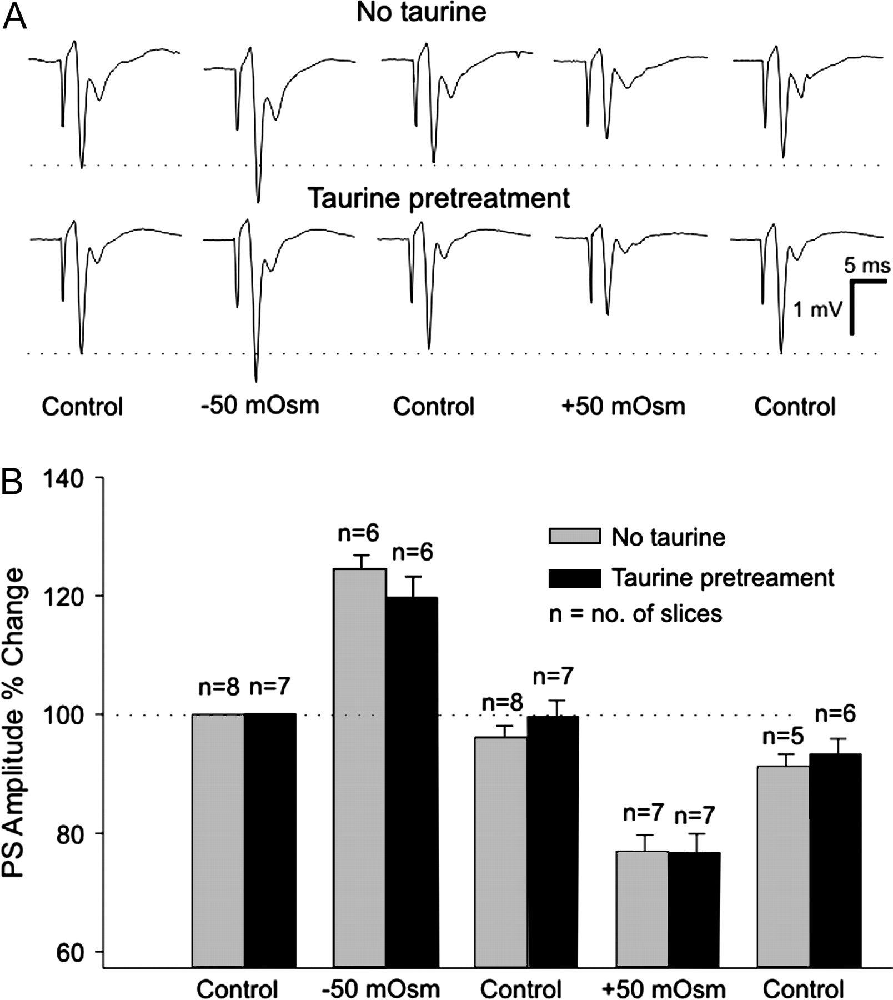 A
No taurine
Taurine pretreatment
5 ms
1 mV
Control -50 mOsm Control +50 mOsm Control
B
140
120
100
80
60
PS Amplitude % Change
No taurine
Taurine pretreament
n = no. of slices
n=8 n=7
n=6 n=6
n=8 n=7
n=7 n=7
n=5 n=6
Control -50 mOsm Control +50 mOsm Control